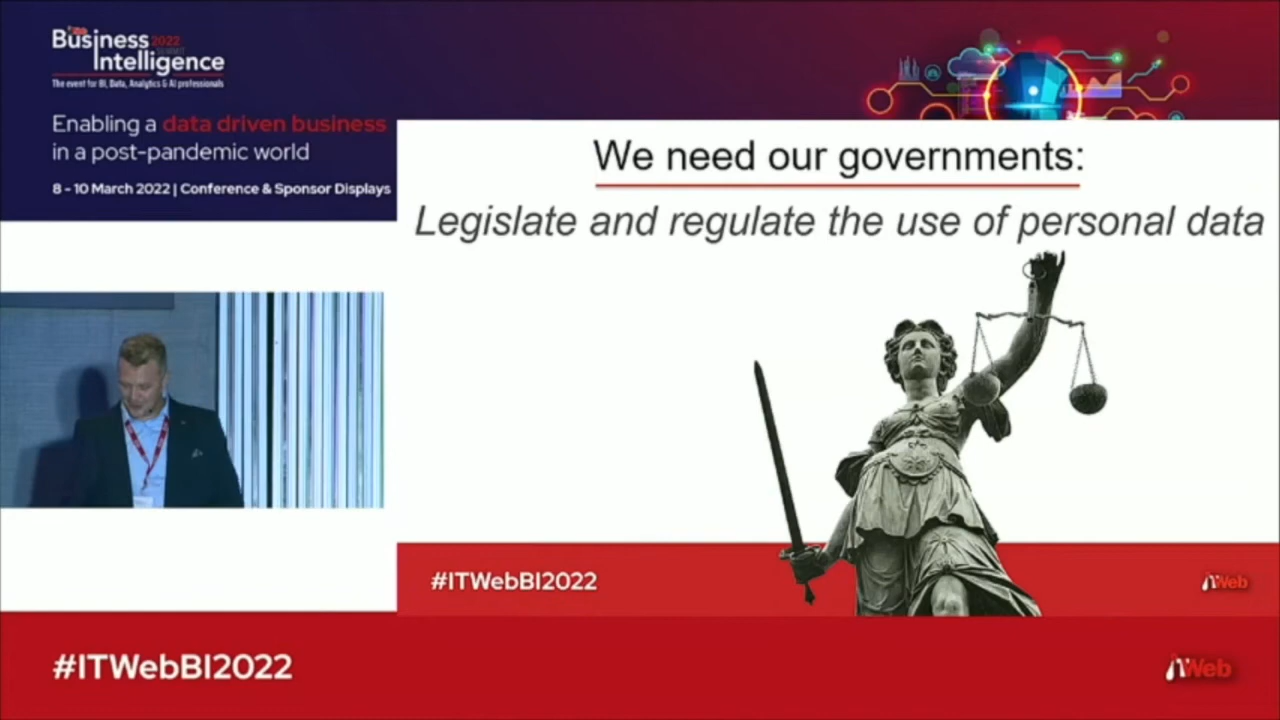 Business 2022
SUMMIT
Intelligence
The event for BI, Data, Analytics & AI professionals
Enabling a data driven business
in a post-pandemic world
8 - 10 March 2022 | Conference & Sponsor Displays
We need our governments:
Legislate and regulate the use of personal data
#ITWebBI2022
ITWeb
#ITWebBI2022
ITWeb